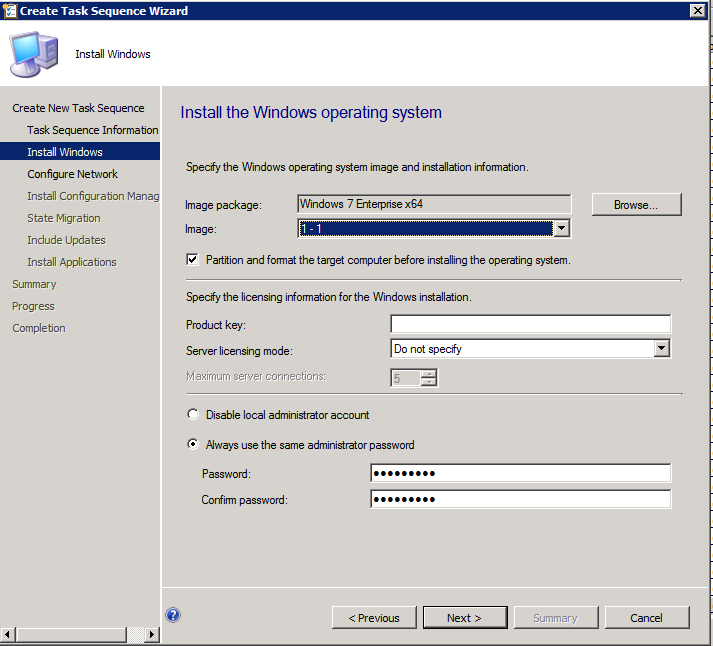 Create Task Sequence Wizard
Install Windows
Create New Task Sequence
Task Sequence Information
Install Windows
Configure Network
Install Configuration Manag
State Migration
Include Updates
Install Applications
Summary
Progress
Completion
Install the Windows operating system
Specify the Windows operating system image and installation information.
Image package: Windows 7 Enterprise x64 Browse...
Image: 1 - 1
Partition and format the target computer before installing the operating system.
Specify the licensing information for the Windows installation.
Product key:
Server licensing mode: Do not specify
Maximum server connections: 5
Disable local administrator account
Always use the same administrator password
Password: •••••••••
Confirm password: •••••••••
? < Previous Next > Summary Cancel